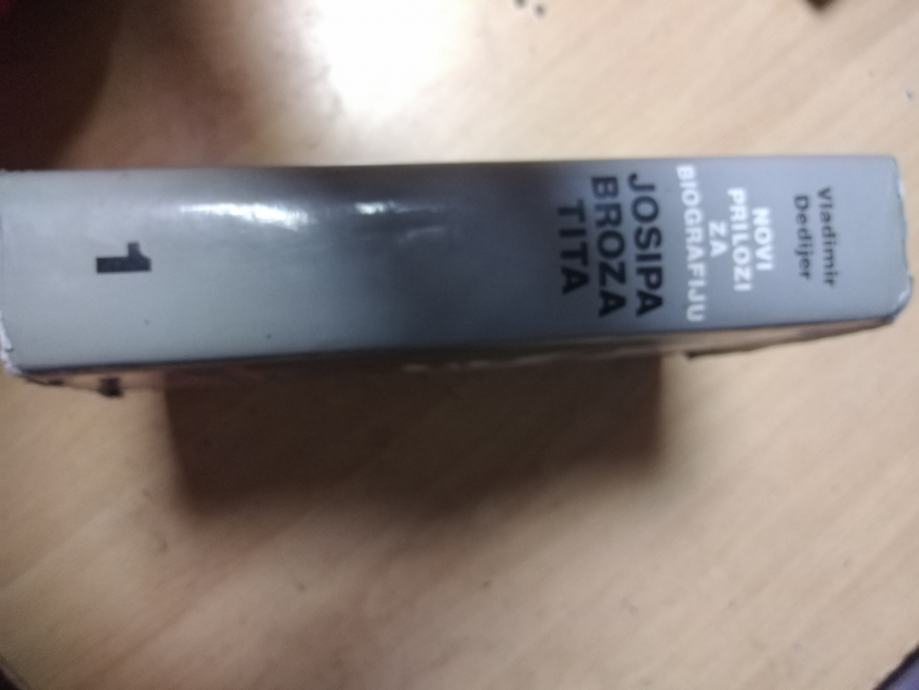 Vladimir
Dedijer
NOVI
PRILOZI
ZA
BIOGRAFIJU
JOSIPA
BROZA
TITA
1